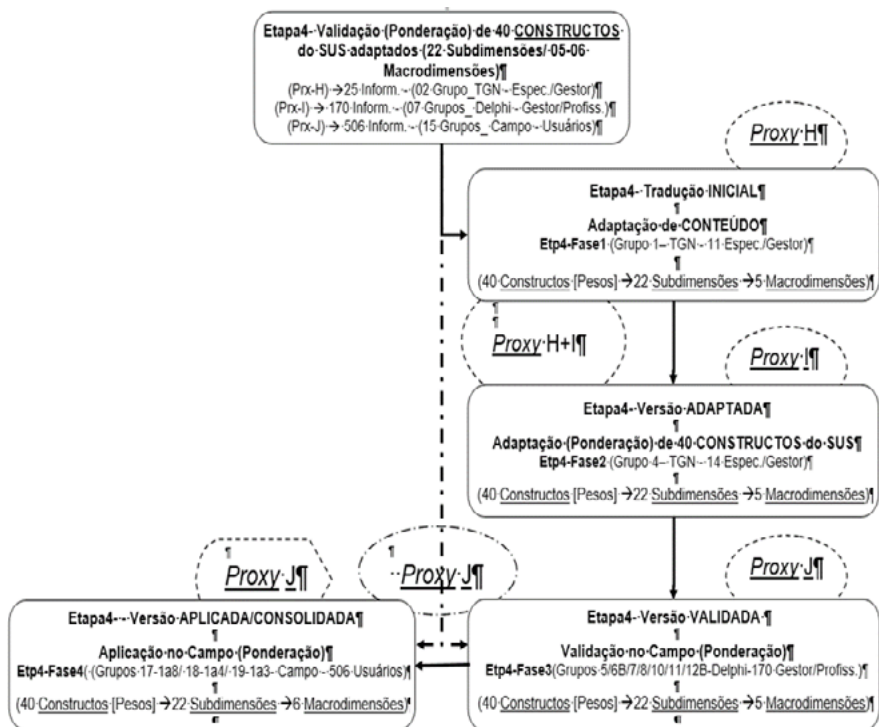 Etapa4-·Validação·(Ponderação)·de·40·CONSTRUCTOS·
do·SUS·adaptados·(22·Subdimensões/·05-06·
Macrodimensões)¶
(Prx-H)·→25·Inform.·-·(02·Grupo_TGN·-·Espec./Gestor)¶
(Prx-I)·→·170·Inform.·-·(07·Grupos_·Delphi·-·Gestor/Profiss.)¶
(Prx-J)·→·506·Inform.·-·(15·Grupos_·Campo·-·Usuários)¶
Proxy·H¶
Etapa4-·Tradução·INICIAL¶
¶
Adaptação·de·CONTEÚDO¶
Etp4-Fase1·(Grupo·1–·TGN·-·11·Espec./Gestor)¶
¶
(40·Constructos·[Pesos]·→22·Subdimensões·→5·Macrodimensões)¶
¶
¶
Proxy·H+I¶
Proxy·I¶
Etapa4-·Versão·ADAPTADA¶
¶
Adaptação·(Ponderação)·de·40·CONSTRUCTOS·do·SUS¶
Etp4-Fase2·(Grupo·4–·TGN·-·14·Espec./Gestor)¶
¶
(40·Constructos·[Pesos]·→22·Subdimensões·→5·Macrodimensões)¶
¶
Proxy·J¶
¶
--Proxy·J¶
Proxy·J¶
Etapa4-·-·Versão·APLICADA/CONSOLIDADA¶
¶
Aplicação·no·Campo·(Ponderação)¶
Etp4-Fase4(·(Grupos·17-1a8/·18-1a4/·19-1a3-·Campo·-·506·Usuários)¶
¶
(40·Constructos·[Pesos]·→22·Subdimensões·→6·Macrodimensões)¶
¶
Etapa4-·Versão·VALIDADA·¶
¶
Validação·no·Campo·(Ponderação)¶
Etp4-Fase3(Grupos·5/6B/7/8/10/11/12B-Delphi-170·Gestor/Profiss.)¶
¶
(40·Constructos·[Pesos]·→22·Subdimensões·→5·Macrodimensões)¶
¶